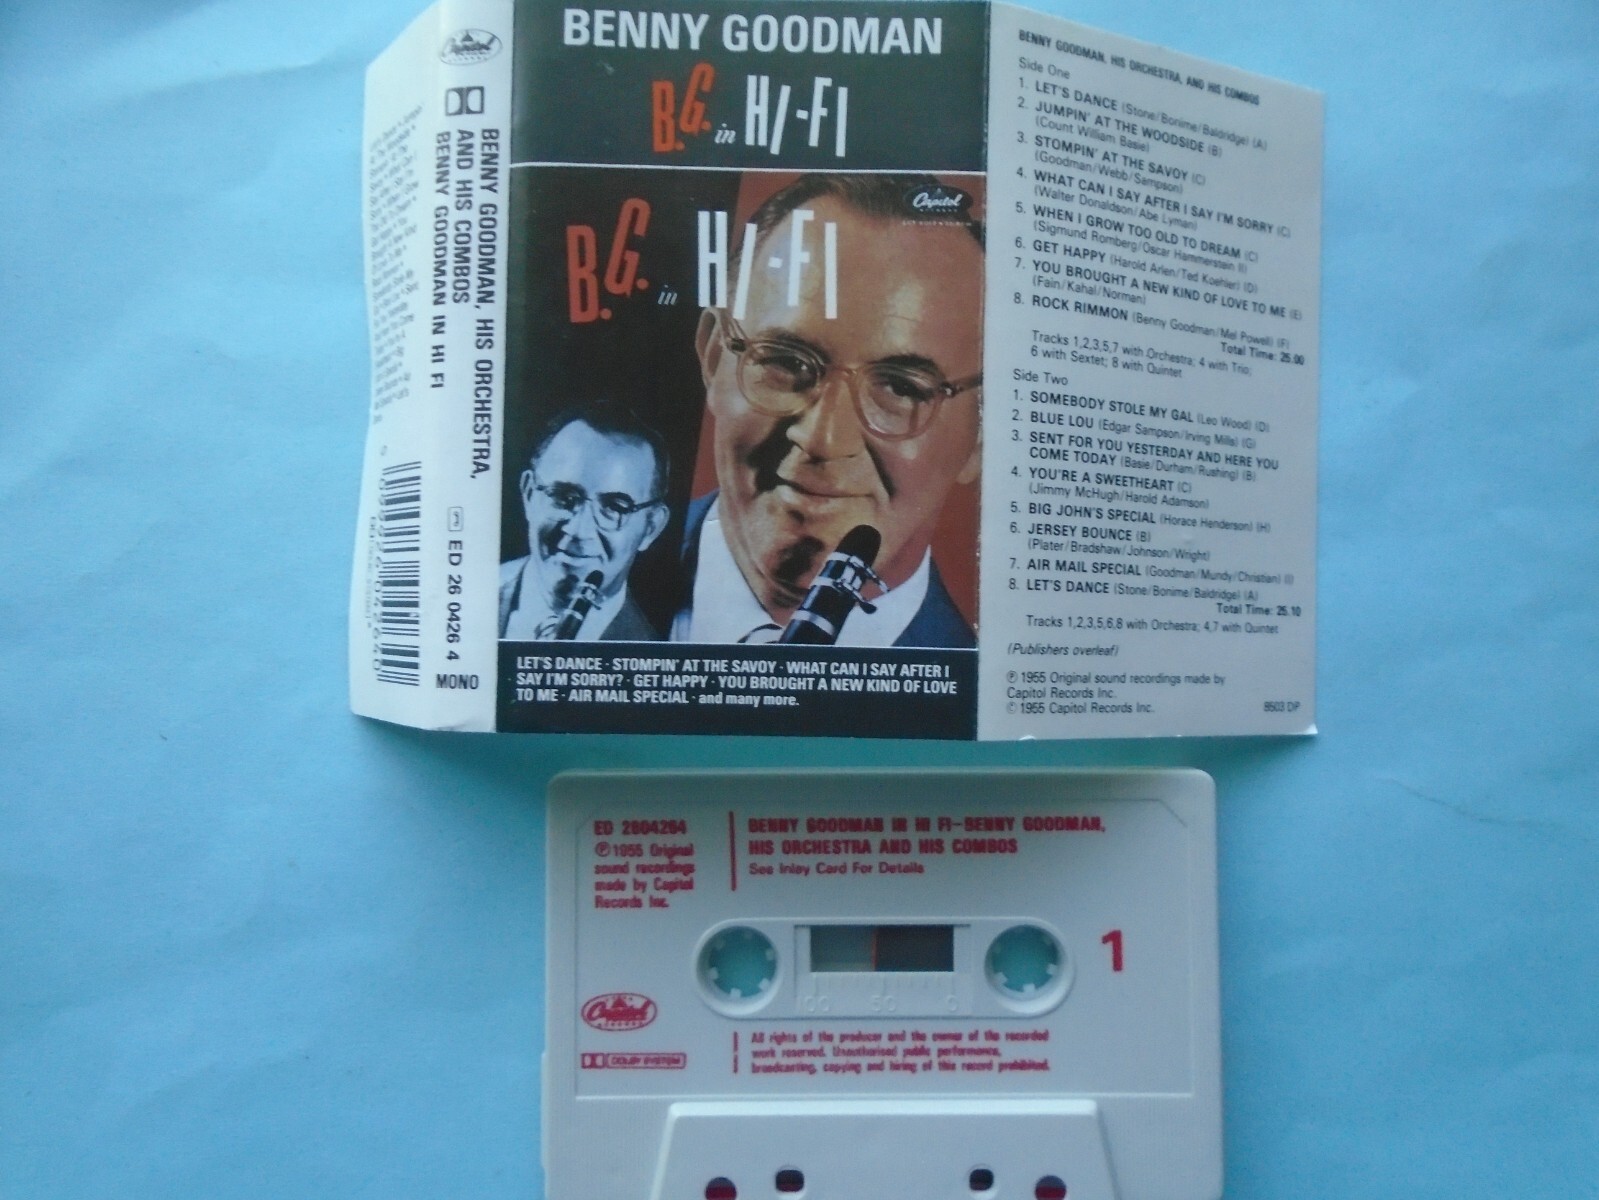 Capitol
BENNY GOODMAN, HIS ORCHESTRA,
AND HIS COMBOS
BENNY GOODMAN IN HI FI
ED 26 0426 4
MONO
BENNY GOODMAN
B.G. in HI-FI
Capitol
RECORDS
B.G. in HI-FI
LET'S DANCE · STOMPIN' AT THE SAVOY · WHAT CAN I SAY AFTER I
SAY I'M SORRY? · GET HAPPY · YOU BROUGHT A NEW KIND OF LOVE
TO ME · AIR MAIL SPECIAL · and many more.
BENNY GOODMAN, HIS ORCHESTRA, AND HIS COMBOS
Side One
1. LET'S DANCE (Stone/Bonime/Baldridge) (A)
2. JUMPIN' AT THE WOODSIDE (B)
(Count William Basie)
3. STOMPIN' AT THE SAVOY (C)
(Goodman/Webb/Sampson)
4. WHAT CAN I SAY AFTER I SAY I'M SORRY (C)
(Walter Donaldson/Abe Lyman)
5. WHEN I GROW TOO OLD TO DREAM (C)
(Sigmund Romberg/Oscar Hammerstein II)
6. GET HAPPY (Harold Arlen/Ted Koehler) (D)
7. YOU BROUGHT A NEW KIND OF LOVE TO ME (E)
(Fain/Kahal/Norman)
8. ROCK RIMMON (Benny Goodman/Mel Powell) (F)
Total Time: 25.00
Tracks 1,2,3,5,7 with Orchestra; 4 with Trio;
6 with Sextet; 8 with Quintet
Side Two
1. SOMEBODY STOLE MY GAL (Leo Wood) (D)
2. BLUE LOU (Edgar Sampson/Irving Mills) (G)
3. SENT FOR YOU YESTERDAY AND HERE YOU
COME TODAY (Basie/Durham/Rushing) (B)
4. YOU'RE A SWEETHEART (C)
(Jimmy McHugh/Harold Adamson)
5. BIG JOHN'S SPECIAL (Horace Henderson) (H)
6. JERSEY BOUNCE (B)
(Plater/Bradshaw/Johnson/Wright)
7. AIR MAIL SPECIAL (Goodman/Mundy/Christian) (I)
8. LET'S DANCE (Stone/Bonime/Baldridge) (A)
Total Time: 25.10
Tracks 1,2,3,5,6,8 with Orchestra; 4,7 with Quintet
(Publishers overleaf)
℗ 1955 Original sound recordings made by
Capitol Records Inc.
© 1955 Capitol Records Inc.
8503 DP
ED 2604264
℗ 1955 Original
sound recordings
made by Capitol
Records Inc.
BENNY GOODMAN IN HI FI–BENNY GOODMAN,
HIS ORCHESTRA AND HIS COMBOS
See Inlay Card For Details
1
100 50 0
Capitol
RECORDS
DOLBY SYSTEM
All rights of the producer and the owner of the recorded
work reserved. Unauthorised public performance,
broadcasting, copying and hiring of this record prohibited.